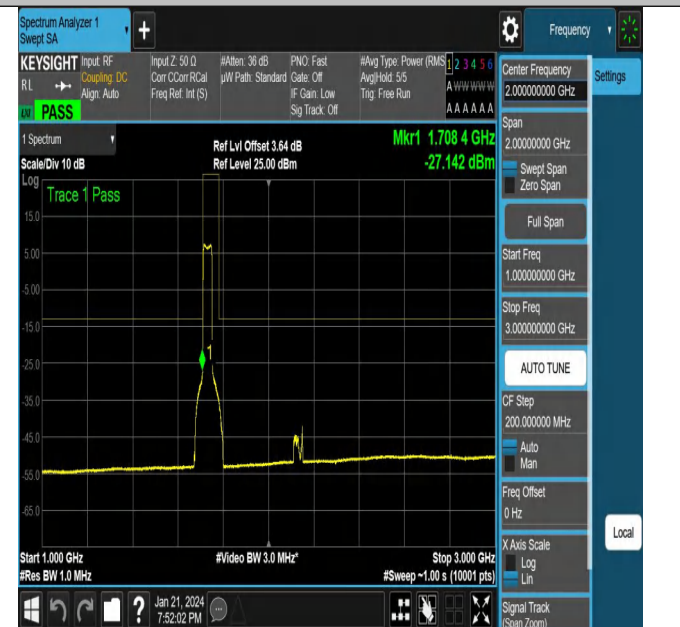 Spectrum Analyzer 1
Swept SA
+
Frequency
KEYSIGHT
RL
LXI
PASS
Input: RF
Coupling: DC
Align: Auto
Input Z: 50 Ω
Corr CCorr RCal
Freq Ref: Int (S)
#Atten: 36 dB
µW Path: Standard
PNO: Fast
Gate: Off
IF Gain: Low
Sig Track: Off
#Avg Type: Power (RMS
Avg|Hold: 5/5
Trig: Free Run
1 2 3 4 5 6
A W W W W W
A A A A A A
1 Spectrum
Scale/Div 10 dB
Ref Lvl Offset 3.64 dB
Ref Level 25.00 dBm
Mkr1 1.708 4 GHz
-27.142 dBm
Log
Trace 1 Pass
15.0
5.00
-5.00
-15.0
-25.0
-35.0
-45.0
-55.0
-65.0
1
Start 1.000 GHz
#Res BW 1.0 MHz
#Video BW 3.0 MHz*
Stop 3.000 GHz
#Sweep ~1.00 s (10001 pts)
Center Frequency
2.000000000 GHz
Settings
Span
2.00000000 GHz
Swept Span
Zero Span
Full Span
Start Freq
1.000000000 GHz
Stop Freq
3.000000000 GHz
AUTO TUNE
CF Step
200.000000 MHz
Auto
Man
Freq Offset
0 Hz
X Axis Scale
Log
Lin
Signal Track
(Span Zoom)
Local
?
Jan 21, 2024
7:52:02 PM